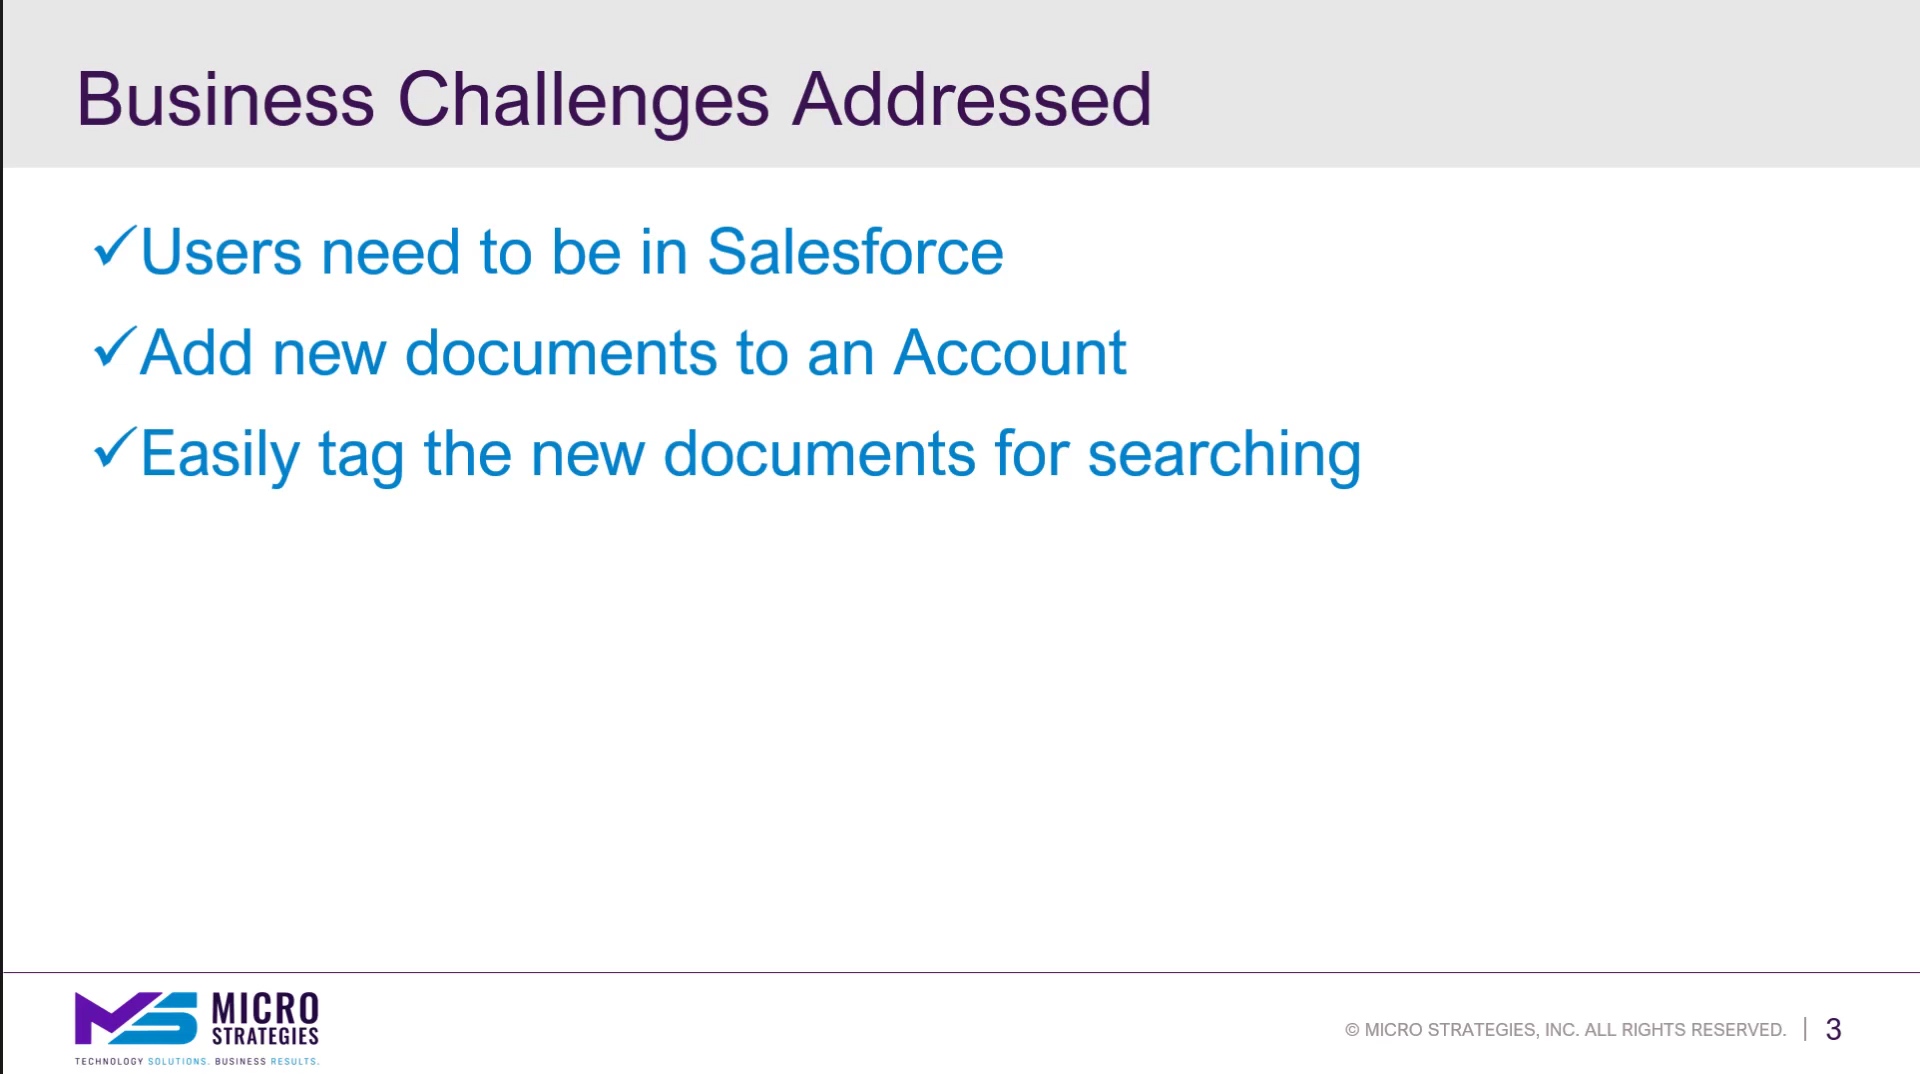 Business Challenges Addressed
✓Users need to be in Salesforce
✓Add new documents to an Account
✓Easily tag the new documents for searching
MS MICRO
STRATEGIES
TECHNOLOGY SOLUTIONS. BUSINESS RESULTS.
© MICRO STRATEGIES, INC. ALL RIGHTS RESERVED. | 3